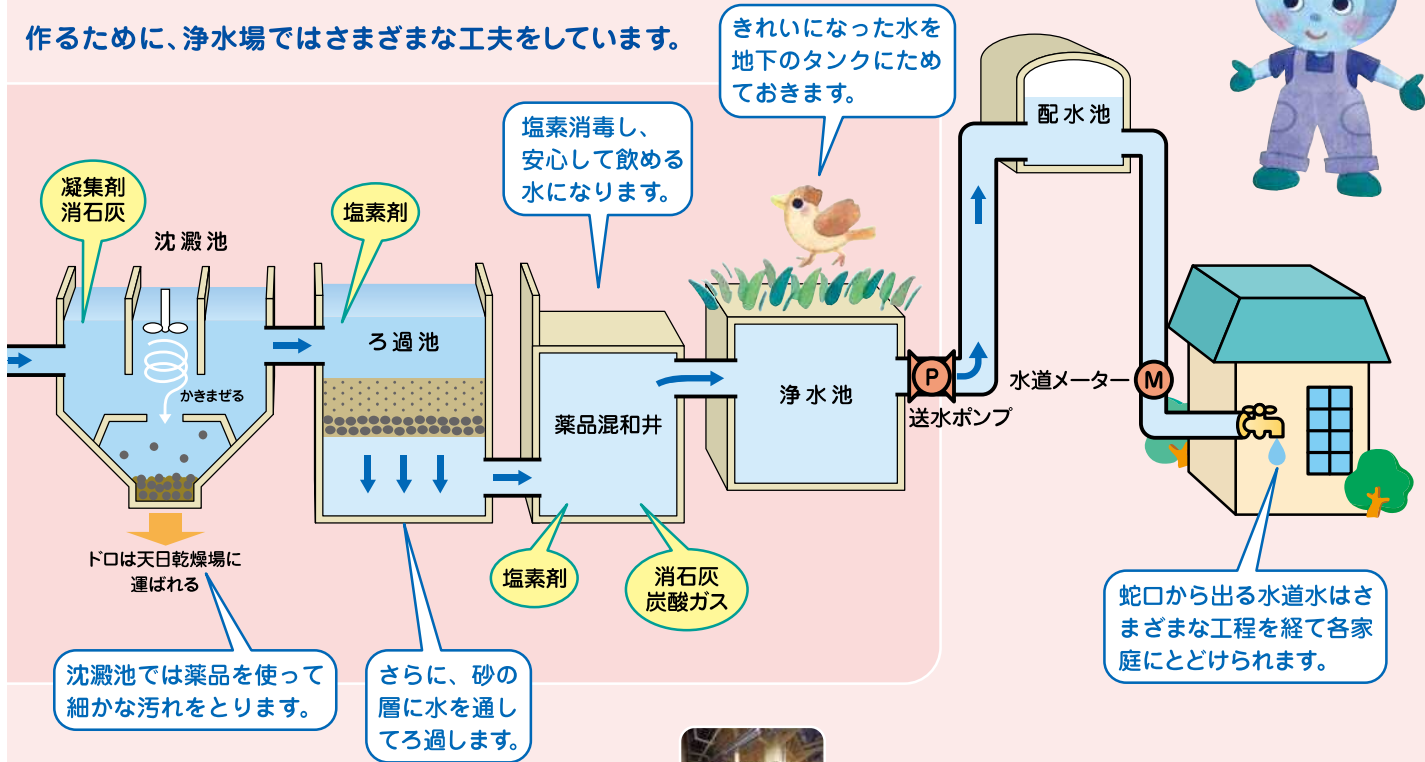 作るために、浄水場ではさまざまな工夫をしています。
きれいになった水を
地下のタンクにため
ておきます。
配水池
塩素消毒し、
安心して飲める
水になります。
凝集剤
消石灰
塩素剤
沈澱池
ろ過池
かきまぜる
薬品混和井
浄水池
P
送水ポンプ
水道メーター
M
ドロは天日乾燥場に
運ばれる
塩素剤
消石灰
炭酸ガス
沈澱池では薬品を使って
細かな汚れをとります。
さらに、砂の
層に水を通し
てろ過します。
蛇口から出る水道水はさ
まざまな工程を経て各家
庭にとどけられます。